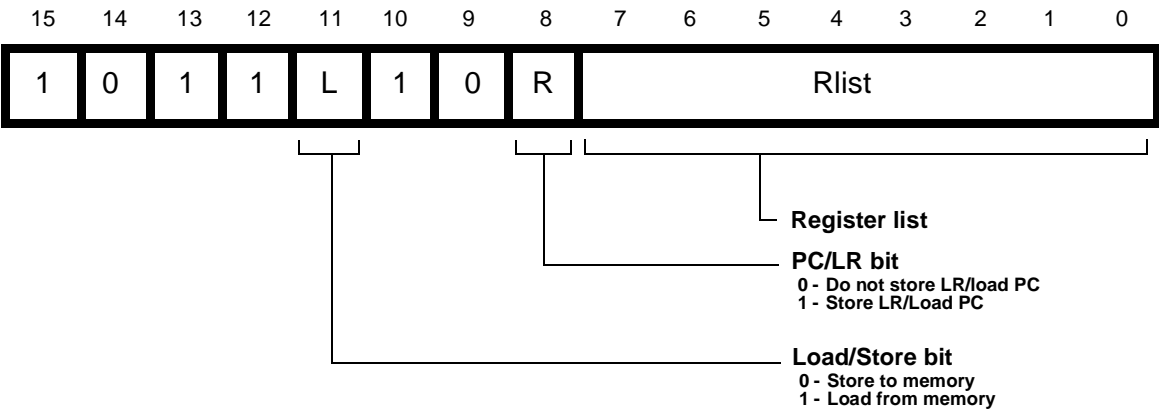 15 14 13 12 11 10 9 8 7 6 5 4 3 2 1 0
1 0 1 1 L 1 0 R Rlist
Register list
PC/LR bit
0 - Do not store LR/load PC
1 - Store LR/Load PC
Load/Store bit
0 - Store to memory
1 - Load from memory